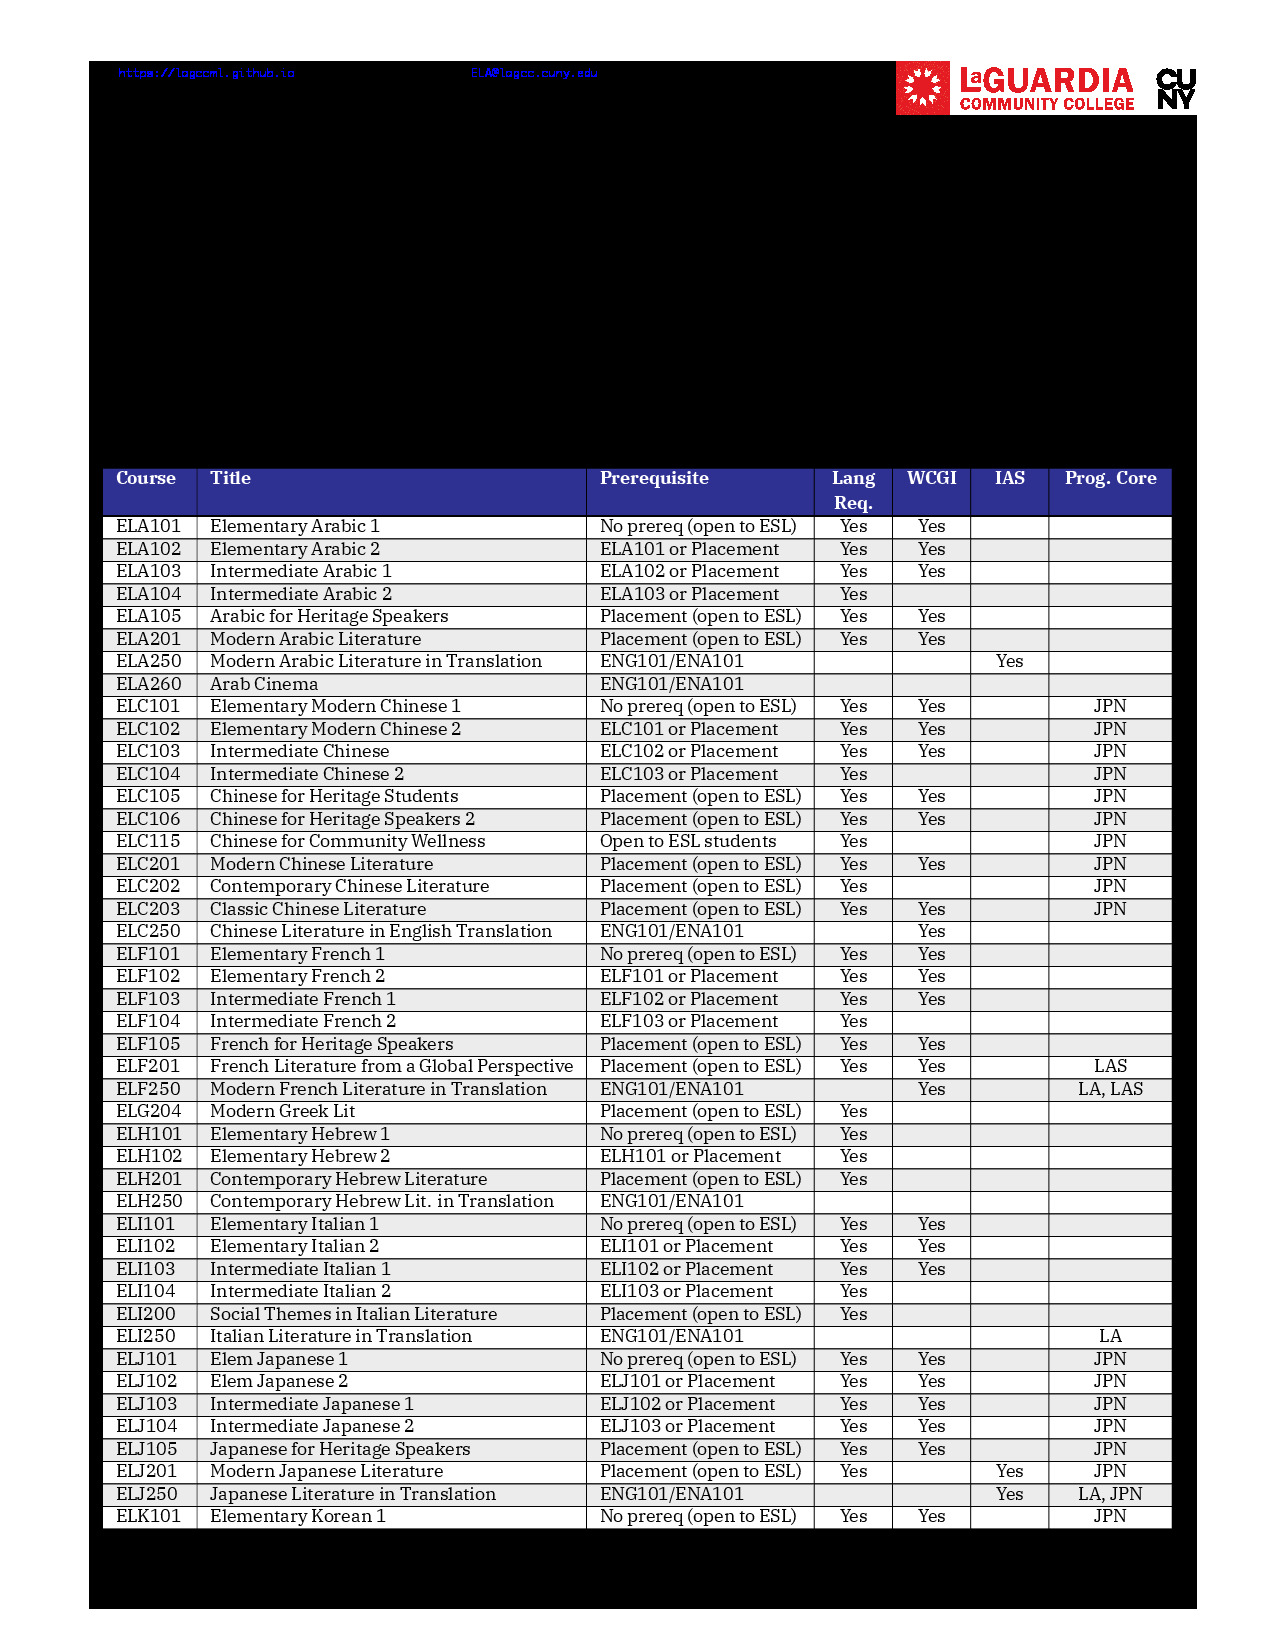 https://lagccml.github.io ELA@lagcc.cuny.edu
LaGUARDIA
COMMUNITY COLLEGE
CU
NY
Course Title Prerequisite Lang Req. WCGI IAS Prog. Core
ELA101 Elementary Arabic 1 No prereq (open to ESL) Yes Yes
ELA102 Elementary Arabic 2 ELA101 or Placement Yes Yes
ELA103 Intermediate Arabic 1 ELA102 or Placement Yes Yes
ELA104 Intermediate Arabic 2 ELA103 or Placement Yes
ELA105 Arabic for Heritage Speakers Placement (open to ESL) Yes Yes
ELA201 Modern Arabic Literature Placement (open to ESL) Yes Yes
ELA250 Modern Arabic Literature in Translation ENG101/ENA101 Yes
ELA260 Arab Cinema ENG101/ENA101
ELC101 Elementary Modern Chinese 1 No prereq (open to ESL) Yes Yes JPN
ELC102 Elementary Modern Chinese 2 ELC101 or Placement Yes Yes JPN
ELC103 Intermediate Chinese ELC102 or Placement Yes Yes JPN
ELC104 Intermediate Chinese 2 ELC103 or Placement Yes JPN
ELC105 Chinese for Heritage Students Placement (open to ESL) Yes Yes JPN
ELC106 Chinese for Heritage Speakers 2 Placement (open to ESL) Yes Yes JPN
ELC115 Chinese for Community Wellness Open to ESL students Yes JPN
ELC201 Modern Chinese Literature Placement (open to ESL) Yes Yes JPN
ELC202 Contemporary Chinese Literature Placement (open to ESL) Yes JPN
ELC203 Classic Chinese Literature Placement (open to ESL) Yes Yes JPN
ELC250 Chinese Literature in English Translation ENG101/ENA101 Yes
ELF101 Elementary French 1 No prereq (open to ESL) Yes Yes
ELF102 Elementary French 2 ELF101 or Placement Yes Yes
ELF103 Intermediate French 1 ELF102 or Placement Yes Yes
ELF104 Intermediate French 2 ELF103 or Placement Yes
ELF105 French for Heritage Speakers Placement (open to ESL) Yes Yes
ELF201 French Literature from a Global Perspective Placement (open to ESL) Yes Yes LAS
ELF250 Modern French Literature in Translation ENG101/ENA101 Yes LA, LAS
ELG204 Modern Greek Lit Placement (open to ESL) Yes
ELH101 Elementary Hebrew 1 No prereq (open to ESL) Yes
ELH102 Elementary Hebrew 2 ELH101 or Placement Yes
ELH201 Contemporary Hebrew Literature Placement (open to ESL) Yes
ELH250 Contemporary Hebrew Lit. in Translation ENG101/ENA101
ELI101 Elementary Italian 1 No prereq (open to ESL) Yes Yes
ELI102 Elementary Italian 2 ELI101 or Placement Yes Yes
ELI103 Intermediate Italian 1 ELI102 or Placement Yes Yes
ELI104 Intermediate Italian 2 ELI103 or Placement Yes
ELI200 Social Themes in Italian Literature Placement (open to ESL) Yes
ELI250 Italian Literature in Translation ENG101/ENA101 LA
ELJ101 Elem Japanese 1 No prereq (open to ESL) Yes Yes JPN
ELJ102 Elem Japanese 2 ELJ101 or Placement Yes Yes JPN
ELJ103 Intermediate Japanese 1 ELJ102 or Placement Yes Yes JPN
ELJ104 Intermediate Japanese 2 ELJ103 or Placement Yes Yes JPN
ELJ105 Japanese for Heritage Speakers Placement (open to ESL) Yes Yes JPN
ELJ201 Modern Japanese Literature Placement (open to ESL) Yes Yes JPN
ELJ250 Japanese Literature in Translation ENG101/ENA101 Yes LA, JPN
ELK101 Elementary Korean 1 No prereq (open to ESL) Yes Yes JPN